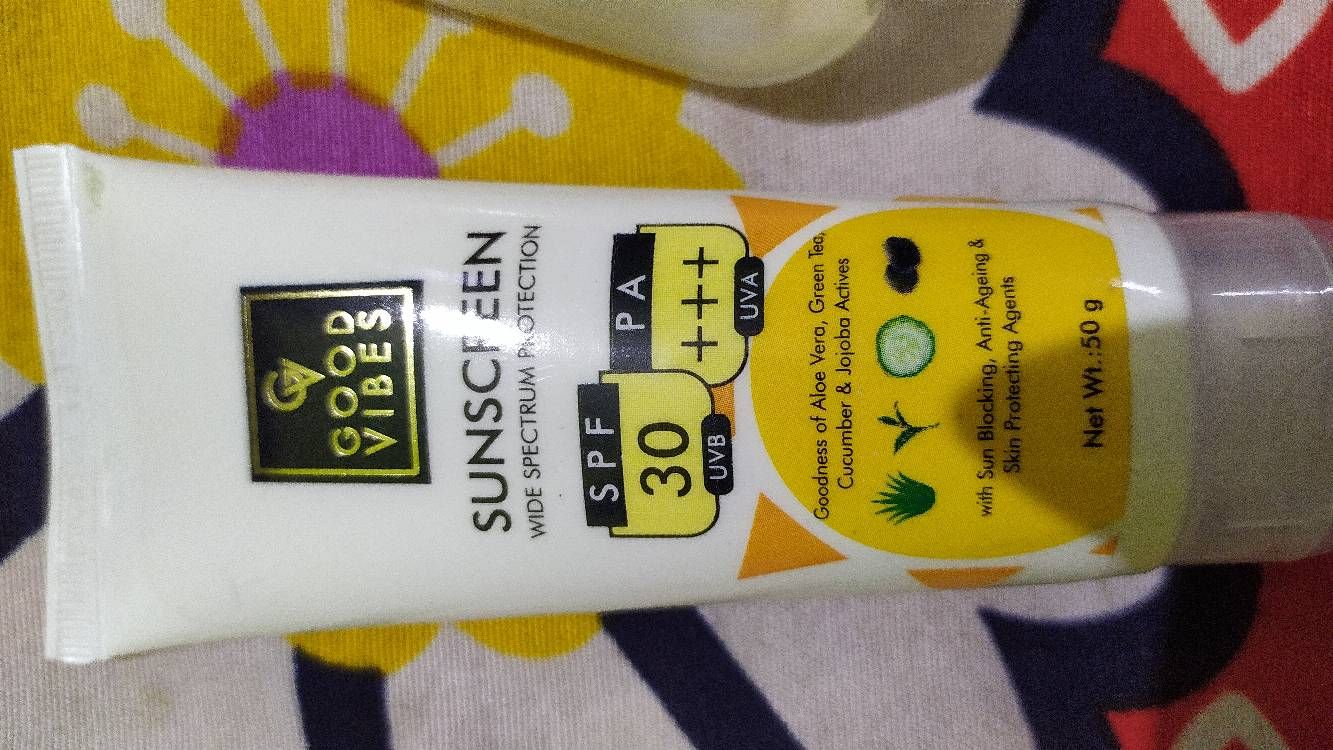 GV
GOOD
VIBES
SUNSCREEN
WIDE SPECTRUM PROTECTION
SPF
30
UVB
PA
+++
UVA
Goodness of Aloe Vera, Green Tea,
Cucumber & Jojoba Actives
with Sun Blocking, Anti-Ageing &
Skin Protecting Agents
Net Wt.:50 g